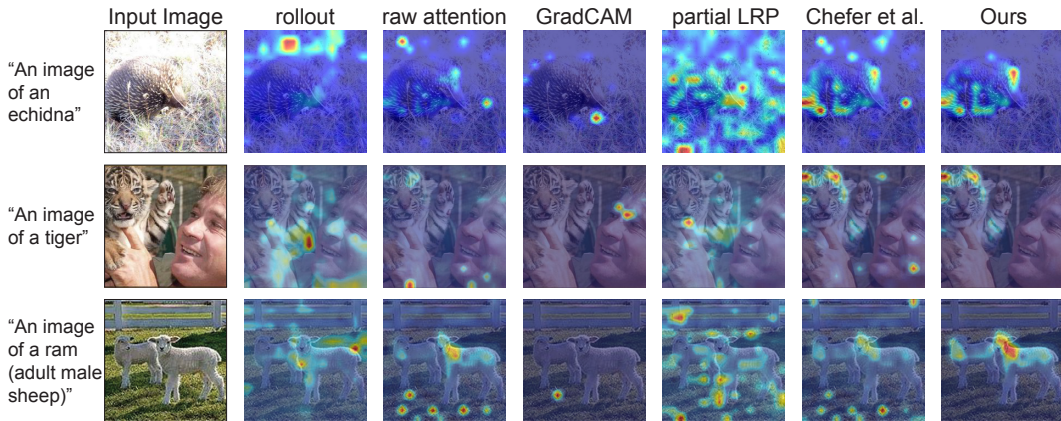 Input Image rollout raw attention GradCAM partial LRP Chefer et al. Ours
“An image
of an
echidna”
“An image
of a tiger”
“An image
of a ram
(adult male
sheep)”